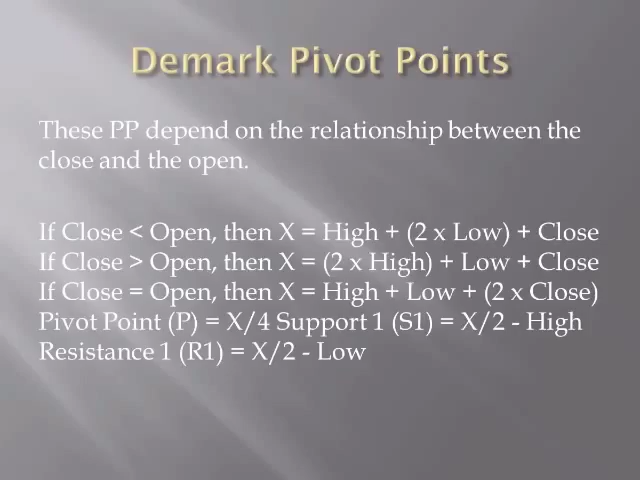 Demark Pivot Points
These PP depend on the relationship between the
close and the open.
If Close < Open, then X = High + (2 x Low) + Close
If Close > Open, then X = (2 x High) + Low + Close
If Close = Open, then X = High + Low + (2 x Close)
Pivot Point (P) = X/4 Support 1 (S1) = X/2 - High
Resistance 1 (R1) = X/2 - Low